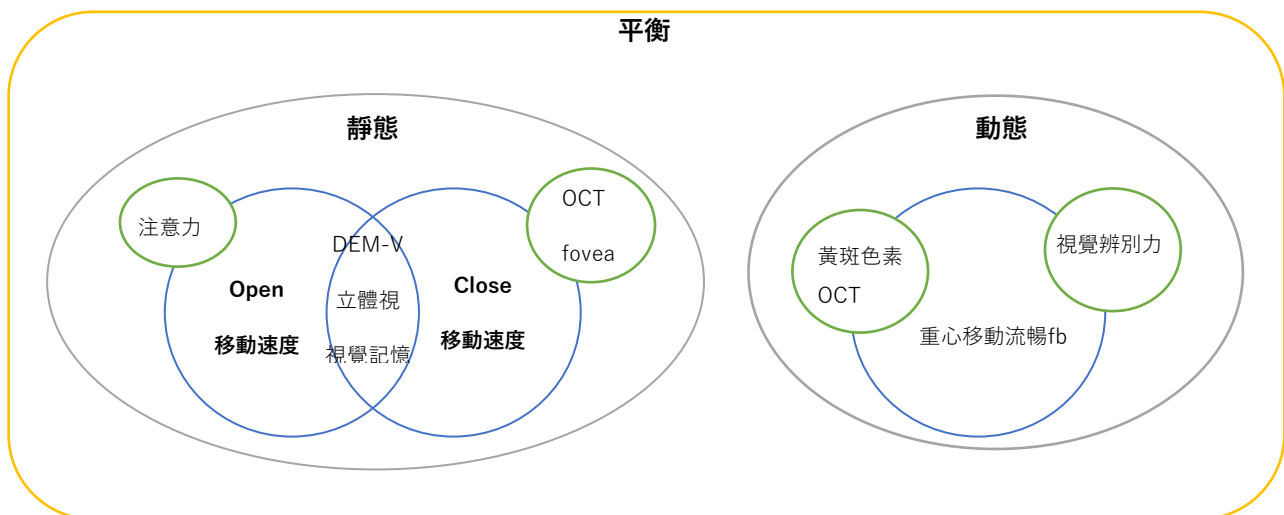 平衡
靜態
注意力
DEM-V
立體視
視覺記憶
Open
移動速度
Close
移動速度
OCT
fovea
動態
黃斑色素
OCT
視覺辨別力
重心移動流暢fb